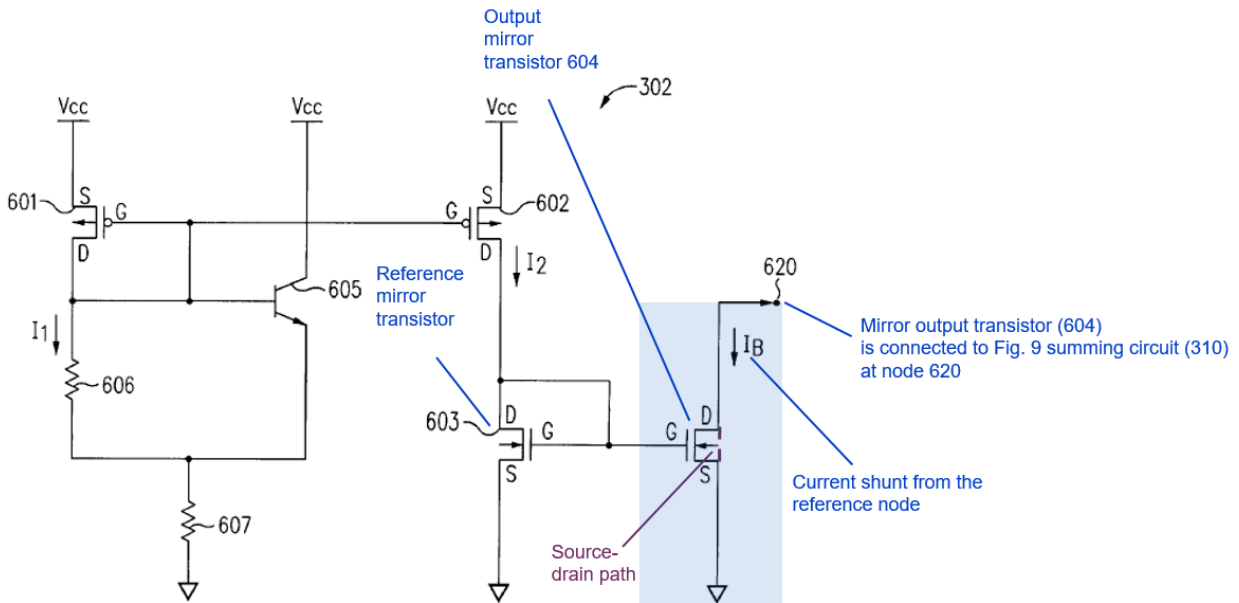 Output
mirror
transistor 604
302
Vcc
Vcc
Vcc
601
S
G
D
S
G
602
D
I2
605
Reference
mirror
transistor
620
I1
606
IB
Mirror output transistor (604)
is connected to Fig. 9 summing circuit (310)
at node 620
603
D
G
S
G
D
S
Current shunt from the
reference node
607
Source-
drain path